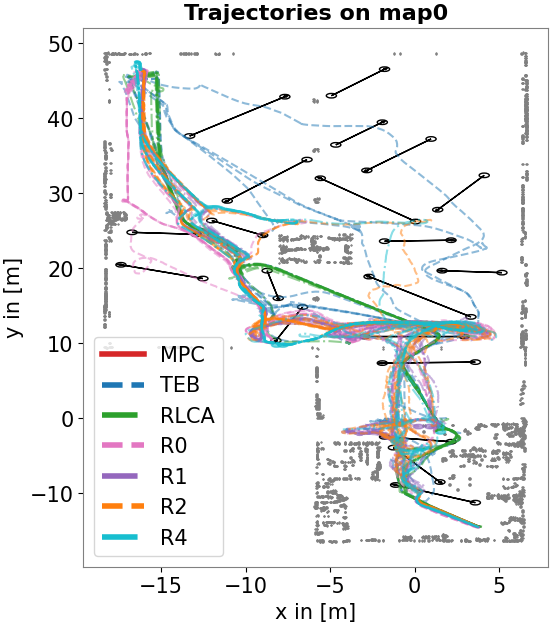 Trajectories on map0
y in [m]
50
40
30
20
10
0
−10
MPC
TEB
RLCA
R0
R1
R2
R4
−15
−10
−5
0
5
x in [m]